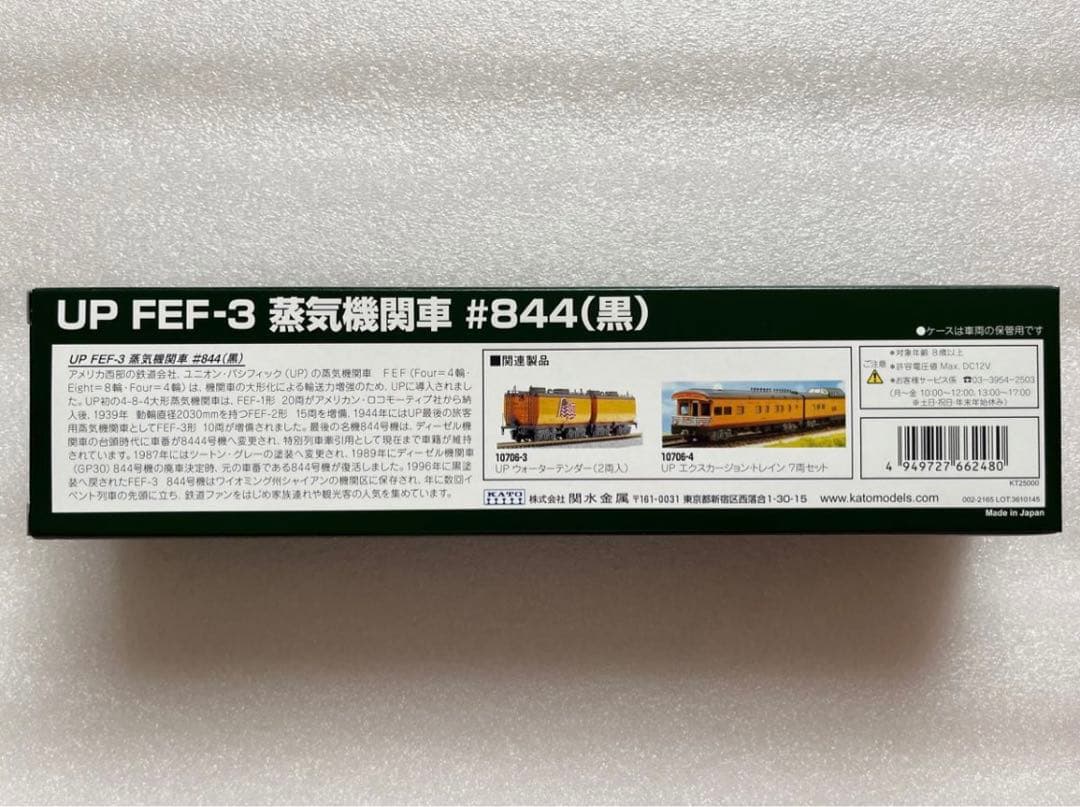 UP FEF-3 蒸気機関車 #844(黒)
●ケースは車両の保管用です
UP FEF-3 蒸気機関車 #844(黒)
アメリカ西部の鉄道会社、ユニオン・パシフィック(UP)の蒸気機関車 FEF(Four=4輪・
Eight=8輪・Four=4輪)は、機関車の大形化による輸送力増強のため、UPに導入されまし
た。UP初の4-8-4大形蒸気機関車は、FEF-1形 20両がアメリカン・ロコモーティブ社から納
入後、1939年 動輪直径2030mmを持つFEF-2形 15両を増備、1944年にはUP最後の旅客
用蒸気機関車としてFEF-3形 10両が増備されました。最後の名機844号機は、ディーゼル機
関車の台頭時代に車番が8444号機へ変更され、特別列車牽引用として現在まで車籍が維持
されています。1987年にはツートン・グレーの塗装へ変更され、1989年にディーゼル機関車
(GP30) 844号機の廃車決定時、元の車番である844号機が復活しました。1996年に黒塗
装へ戻されたFEF-3 844号機はワイオミング州シャイアンの機関区に保存され、年に数回イ
ベント列車の先頭に立ち、鉄道ファンをはじめ家族連れや観光客の人気を集めています。
■関連製品
10706-3
UP ウォーターテンダー(2両入)
10706-4
UP エクスカージョントレイン 7両セット
ご注意
●対象年齢 8歳以上
●許容電圧値 Max. DC12V
●お客様サービス係 ☎03-3954-2503
(月~金 10:00~12:00、13:00~17:00
※土日・祝日・年末年始休み)
4 949727 662480
KT25000
KATO 株式会社 関水金属 〒161-0031 東京都新宿区西落合1-30-15 www.katomodels.com
002-2165 LOT.3610145
Made in Japan